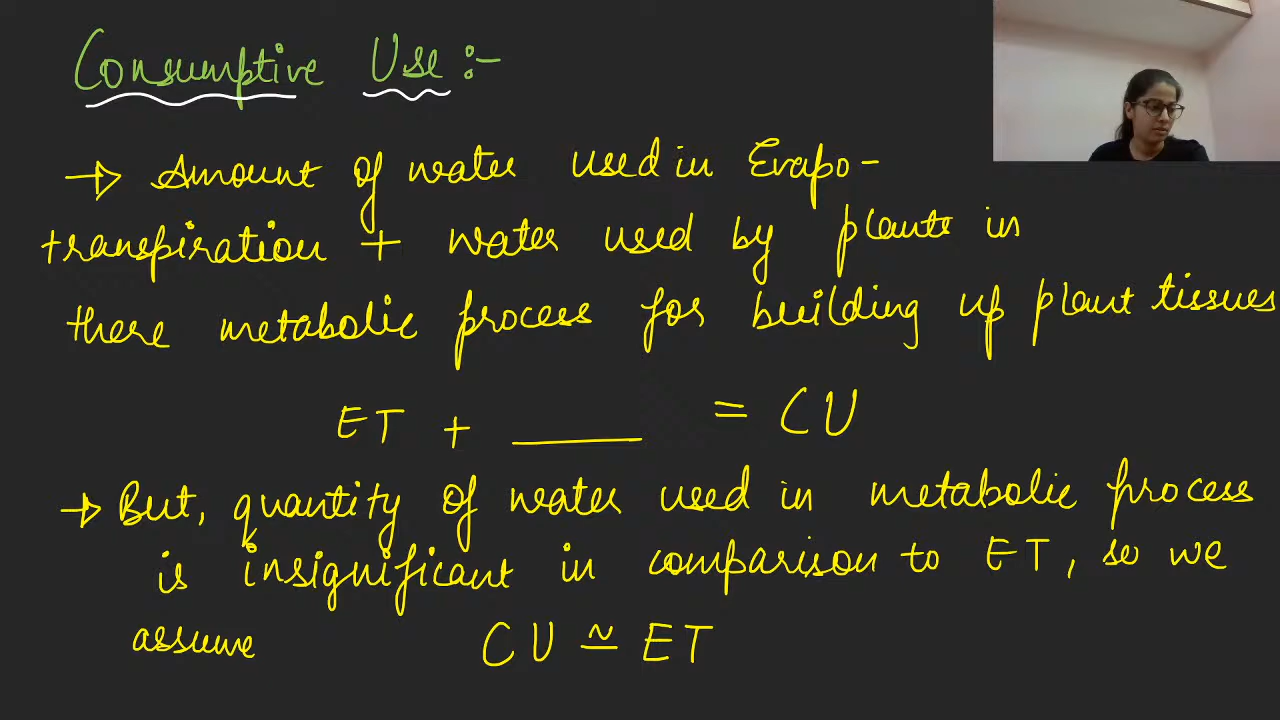 Consumptive Use :-
→ Amount of water used in Evapo-
transpiration + water used by plants in
there metabolic process for building up plant tissues
ET + ______ = CU
→ But, quantity of water used in metabolic process
is insignificant in comparison to ET, so we
assume CU ≃ ET